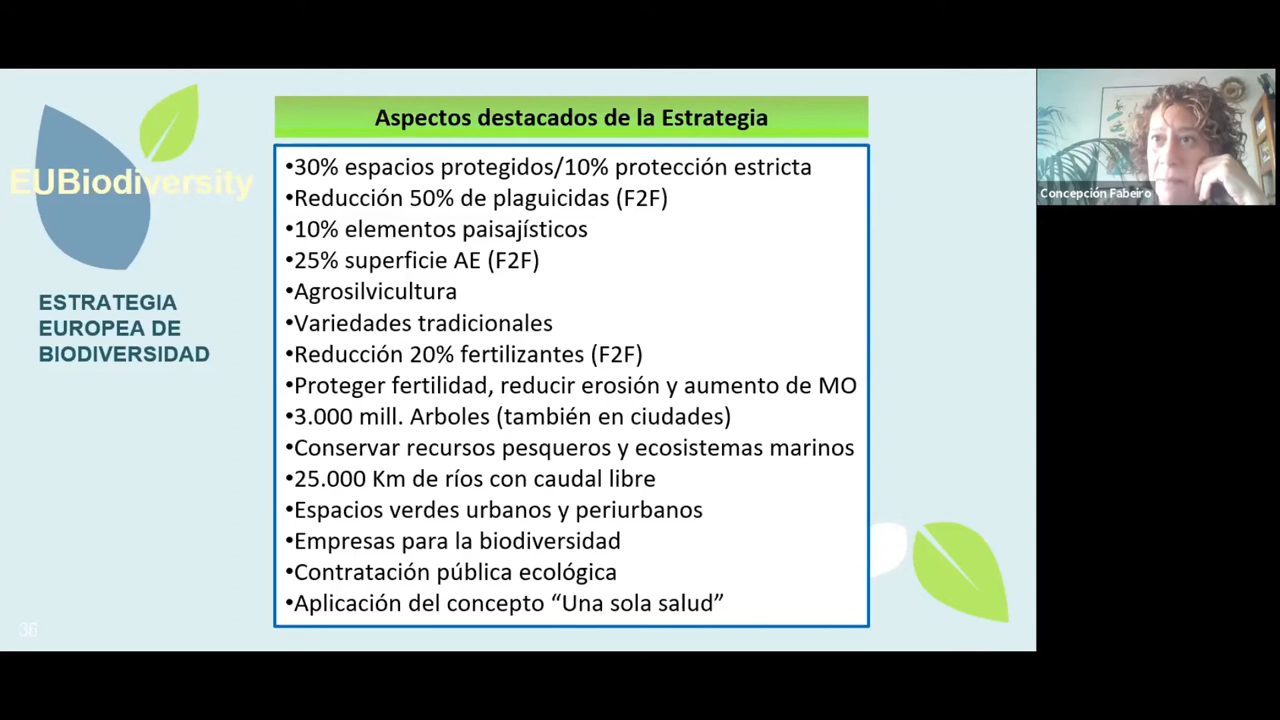 Aspectos destacados de la Estrategia
EUBiodiversity
ESTRATEGIA
EUROPEA DE
BIODIVERSIDAD
•30% espacios protegidos/10% protección estricta
•Reducción 50% de plaguicidas (F2F)
•10% elementos paisajísticos
•25% superficie AE (F2F)
•Agrosilvicultura
•Variedades tradicionales
•Reducción 20% fertilizantes (F2F)
•Proteger fertilidad, reducir erosión y aumento de MO
•3.000 mill. Arboles (también en ciudades)
•Conservar recursos pesqueros y ecosistemas marinos
•25.000 Km de ríos con caudal libre
•Espacios verdes urbanos y periurbanos
•Empresas para la biodiversidad
•Contratación pública ecológica
•Aplicación del concepto “Una sola salud”
36
Concepción Fabeiro